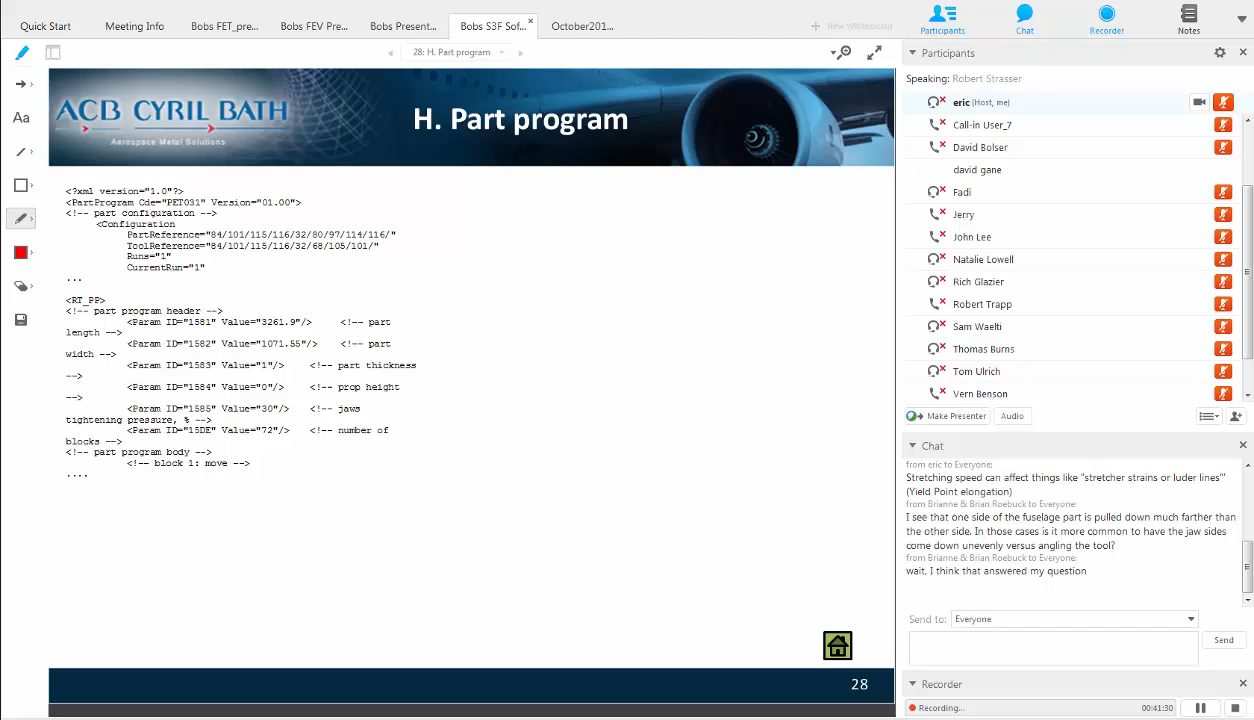 Quick Start
Meeting Info
Bobs FET_pre...
Bobs FEV Pre...
Bobs Present...
Bobs S3F Sof...
October201...
New Whiteboard
Participants
Chat
Recorder
Notes
28: H. Part program
ACB CYRIL BATH
Aerospace Metal Solutions
H. Part program
<?xml version="1.0"?>
<PartProgram Cde="PET031" Version="01.00">
<!-- part configuration -->
<Configuration
PartReference="84/101/115/116/32/80/97/114/116/"
ToolReference="84/101/115/116/32/68/105/101/"
Runs="1"
CurrentRun="1"
...
<RT_PP>
<!-- part program header -->
<Param ID="1581" Value="3261.9"/> <!-- part
length -->
<Param ID="1582" Value="1071.55"/> <!-- part
width -->
<Param ID="1583" Value="1"/> <!-- part thickness
-->
<Param ID="1584" Value="0"/> <!-- prop height
-->
<Param ID="1585" Value="30"/> <!-- jaws
tightening pressure, % -->
<Param ID="15DE" Value="72"/> <!-- number of
blocks -->
<!-- part program body -->
<!-- block 1: move -->
....
28
Aa
Participants
Speaking: Robert Strasser
eric (Host, me)
Call-in User_7
David Bolser
david gane
Fadi
Jerry
John Lee
Natalie Lowell
Rich Glazier
Robert Trapp
Sam Waelti
Thomas Burns
Tom Ulrich
Vern Benson
Make Presenter
Audio
Chat
from eric to Everyone:
Stretching speed can affect things like "stretcher strains or luder lines'"
(Yield Point elongation)
from Brianne & Brian Roebuck to Everyone:
I see that one side of the fuselage part is pulled down much farther than
the other side. In those cases is it more common to have the jaw sides
come down unevenly versus angling the tool?
from Brianne & Brian Roebuck to Everyone:
wait. I think that answered my question
Send to: Everyone
Send
Recorder
Recording...
00:41:30